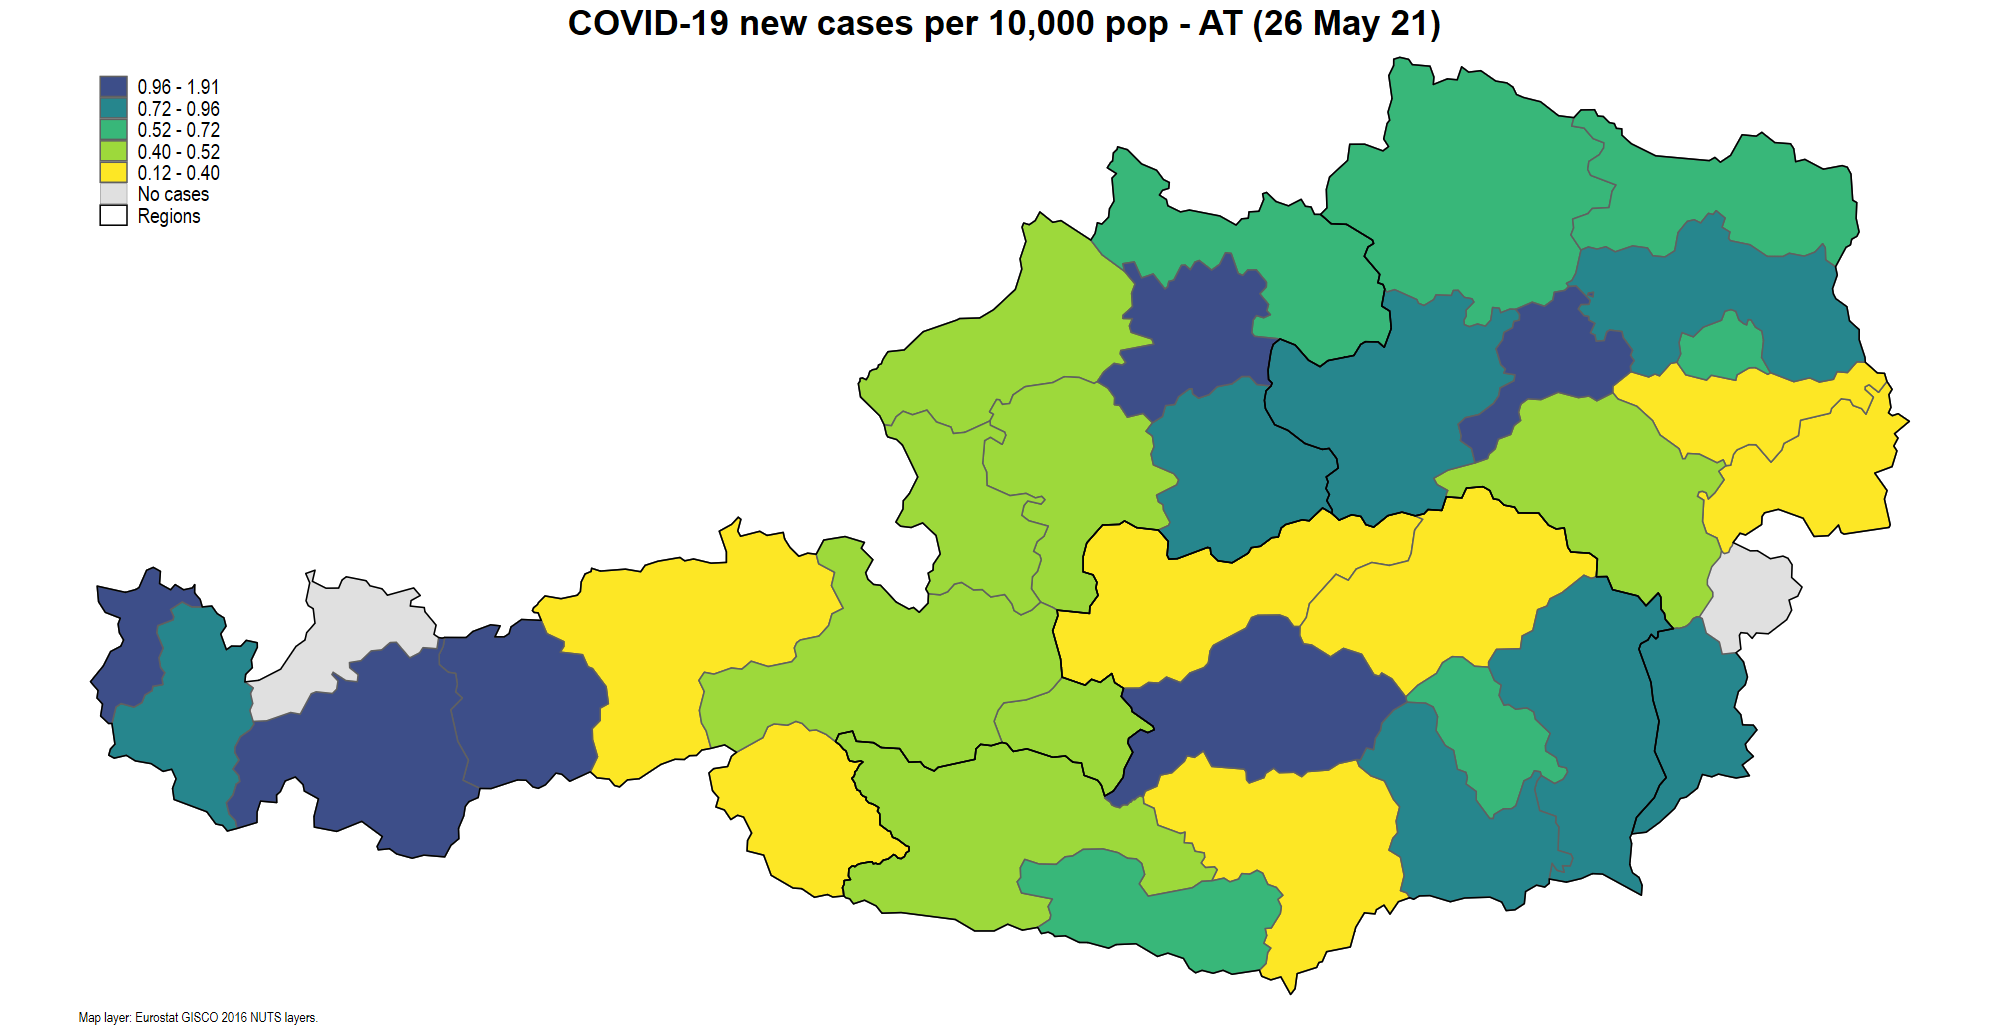 COVID-19 new cases per 10,000 pop - AT (26 May 21)
0.96 - 1.91
0.72 - 0.96
0.52 - 0.72
0.40 - 0.52
0.12 - 0.40
No cases
Regions
Map layer: Eurostat GISCO 2016 NUTS layers.